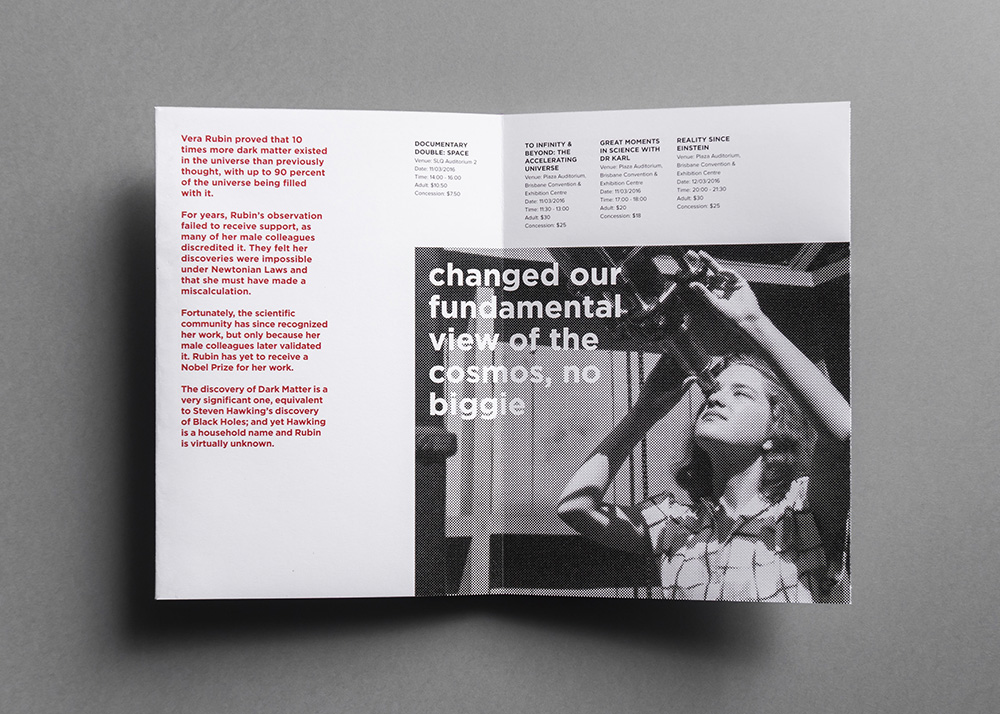 Vera Rubin proved that 10
times more dark matter existed
in the universe than previously
thought, with up to 90 percent
of the universe being filled
with it.
For years, Rubin's observation
failed to receive support, as
many of her male colleagues
discredited it. They felt her
discoveries were impossible
under Newtonian Laws and
that she must have made a
miscalculation.
Fortunately, the scientific
community has since recognized
her work, but only because her
male colleagues later validated
it. Rubin has yet to receive a
Nobel Prize for her work.
The discovery of Dark Matter is a
very significant one, equivalent
to Steven Hawking's discovery
of Black Holes; and yet Hawking
is a household name and Rubin
is virtually unknown.
DOCUMENTARY
DOUBLE: SPACE
Venue: SLQ Auditorium 2
Date: 11/03/2016
Time: 14:00 - 16:00
Adult: $10.50
Concession: $7.50
TO INFINITY &
BEYOND: THE
ACCELERATING
UNIVERSE
Venue: Plaza Auditorium,
Brisbane Convention &
Exhibition Centre
Date: 11/03/2016
Time: 11:30 - 13:00
Adult: $30
Concession: $25
GREAT MOMENTS
IN SCIENCE WITH
DR KARL
Venue: Plaza Auditorium,
Brisbane Convention &
Exhibition Centre
Date: 11/03/2016
Time: 17:00 - 18:00
Adult: $20
Concession: $18
REALITY SINCE
EINSTEIN
Venue: Plaza Auditorium,
Brisbane Convention &
Exhibition Centre
Date: 12/03/2016
Time: 20:00 - 21:30
Adult: $30
Concession: $25
changed our
fundamental
view of the
cosmos, no
biggie